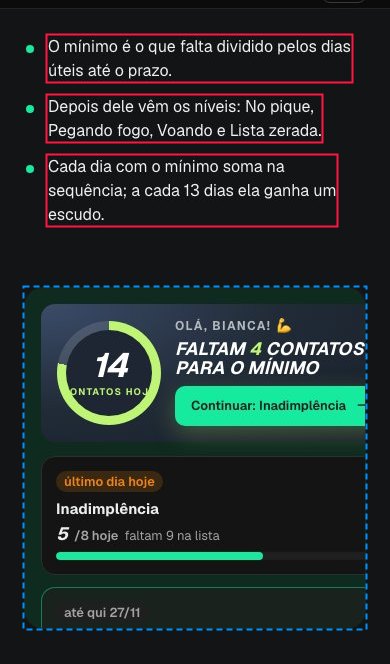 O mínimo é o que falta dividido pelos dias
úteis até o prazo.
Depois dele vêm os níveis: No pique,
Pegando fogo, Voando e Lista zerada.
Cada dia com o mínimo soma na
sequência; a cada 13 dias ela ganha um
escudo.
OLÁ, BIANCA! 💪
FALTAM 4 CONTATOS
PARA O MÍNIMO
14
ONTATOS HOJ
Continuar: Inadimplência
último dia hoje
Inadimplência
5 /8 hoje faltam 9 na lista
até qui 27/11